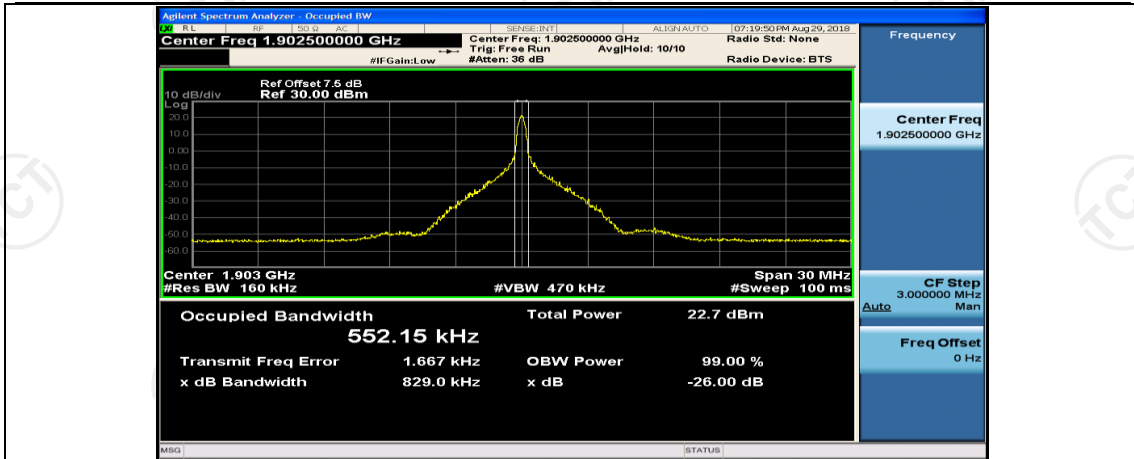 Agilent Spectrum Analyzer - Occupied BW
LXI RL RF 50 Ω AC SENSE:INT ALIGN AUTO 07:19:50 PM Aug 29, 2018
Center Freq 1.902500000 GHz
Center Freq: 1.902500000 GHz
Radio Std: None
Trig: Free Run Avg|Hold: 10/10
#IFGain:Low
#Atten: 36 dB
Radio Device: BTS
Frequency
Ref Offset 7.5 dB
10 dB/div Ref 30.00 dBm
Log
20.0
10.0
0.00
-10.0
-20.0
-30.0
-40.0
-50.0
-60.0
Center 1.903 GHz Span 30 MHz
#Res BW 160 kHz #VBW 470 kHz #Sweep 100 ms
Occupied Bandwidth Total Power 22.7 dBm
552.15 kHz
Transmit Freq Error 1.667 kHz OBW Power 99.00 %
x dB Bandwidth 829.0 kHz x dB -26.00 dB
Center Freq
1.902500000 GHz
CF Step
3.000000 MHz
Auto Man
Freq Offset
0 Hz
MSG STATUS
TCT
TCT